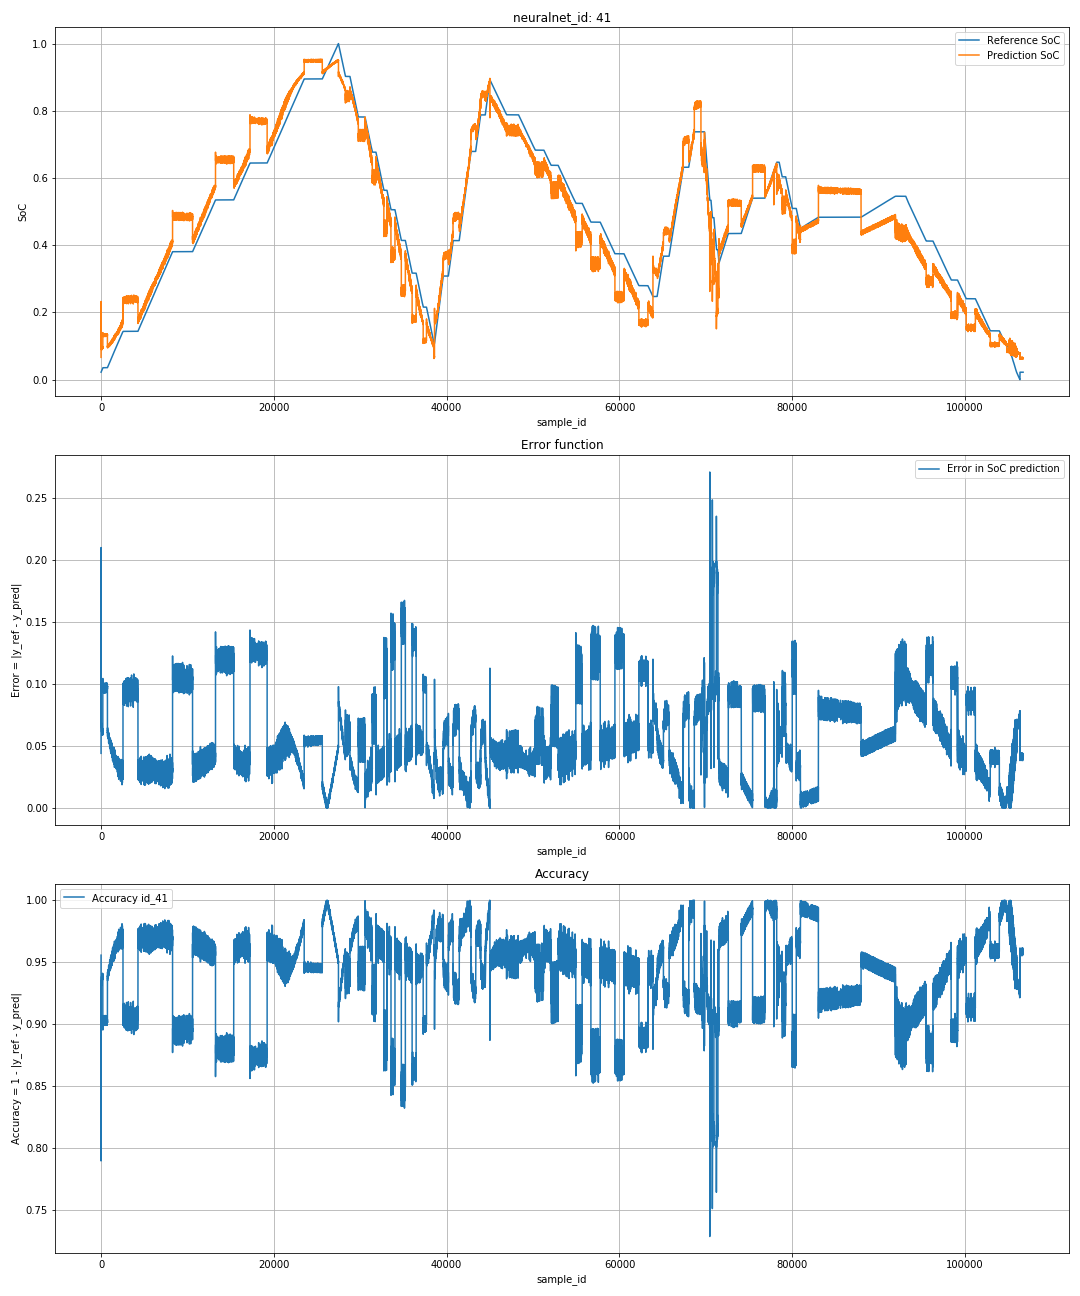 neuralnet_id: 41
Reference SoC
Prediction SoC
1.0
0.8
0.6
0.4
0.2
0.0
SoC
0 20000 40000 60000 80000 100000
sample_id
Error function
Error in SoC prediction
0.25
0.20
0.15
0.10
0.05
0.00
Error = |y_ref - y_pred|
0 20000 40000 60000 80000 100000
sample_id
Accuracy
Accuracy id_41
1.00
0.95
0.90
0.85
0.80
0.75
Accuracy = 1 - |y_ref - y_pred|
0 20000 40000 60000 80000 100000
sample_id